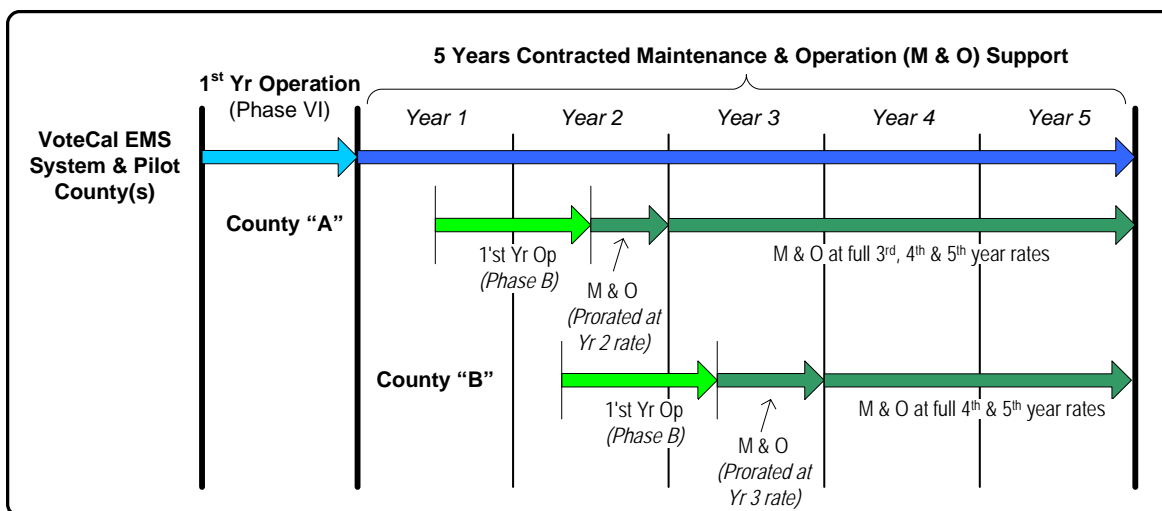 5 Years Contracted Maintenance & Operation (M & O) Support
1st Yr Operation
(Phase VI)
Year 1
Year 2
Year 3
Year 4
Year 5
VoteCal EMS
System & Pilot
County(s)
County “A”
1'st Yr Op
(Phase B)
M & O
(Prorated at
Yr 2 rate)
M & O at full 3rd, 4th & 5th year rates
County “B”
1'st Yr Op
(Phase B)
M & O
(Prorated at
Yr 3 rate)
M & O at full 4th & 5th year rates